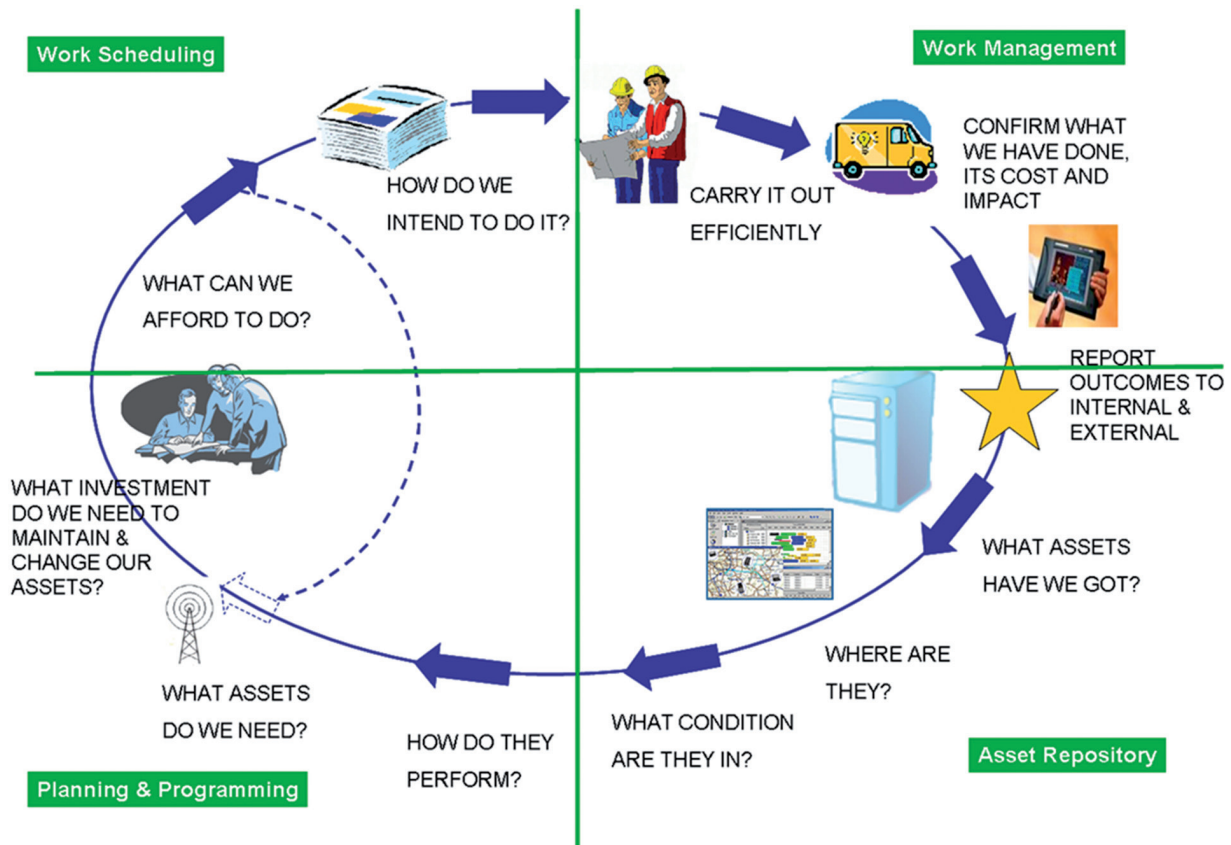 Work Scheduling
Work Management
HOW DO WE
INTEND TO DO IT?
CARRY IT OUT
EFFICIENTLY
CONFIRM WHAT
WE HAVE DONE,
ITS COST AND
IMPACT
WHAT CAN WE
AFFORD TO DO?
REPORT
OUTCOMES TO
INTERNAL &
EXTERNAL
WHAT INVESTMENT
DO WE NEED TO
MAINTAIN &
CHANGE OUR
ASSETS?
WHAT ASSETS
HAVE WE GOT?
WHERE ARE
THEY?
WHAT CONDITION
ARE THEY IN?
HOW DO THEY
PERFORM?
WHAT ASSETS
DO WE NEED?
Asset Repository
Planning & Programming